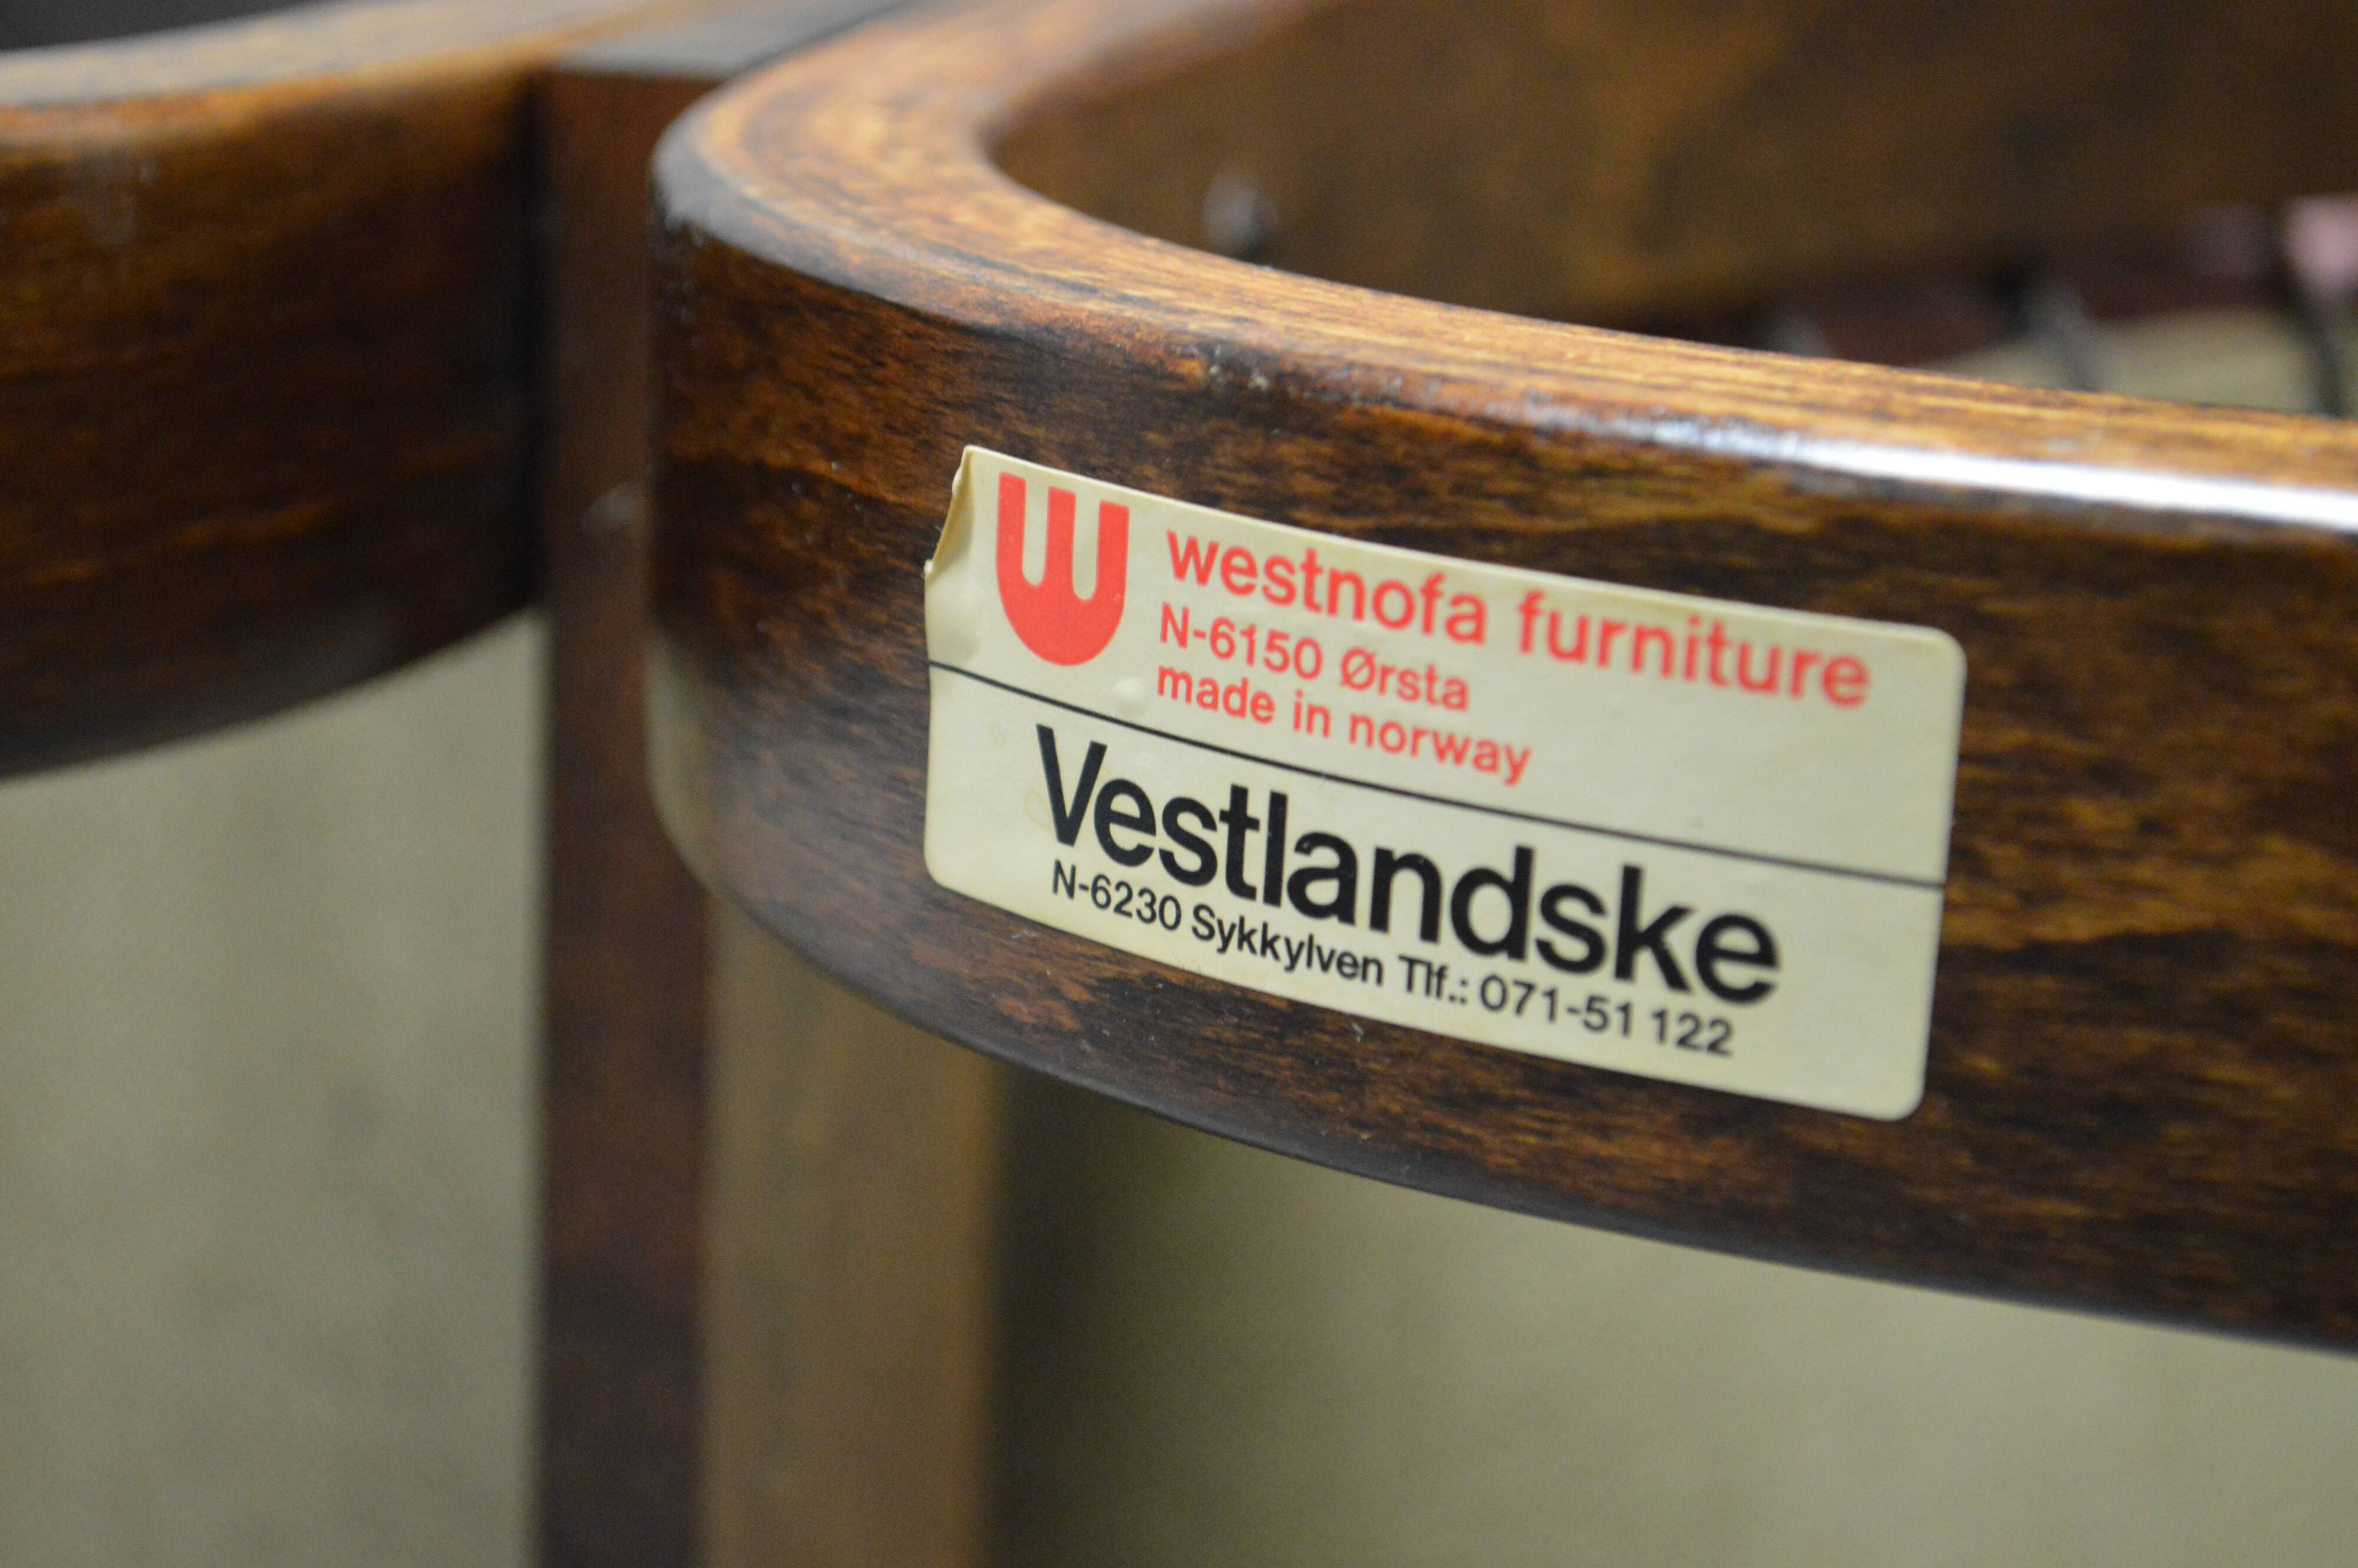 W westnofa furniture
N-6150 Ørsta
made in norway
Vestlandske
N-6230 Sykkylven Tlf.: 071-51 122